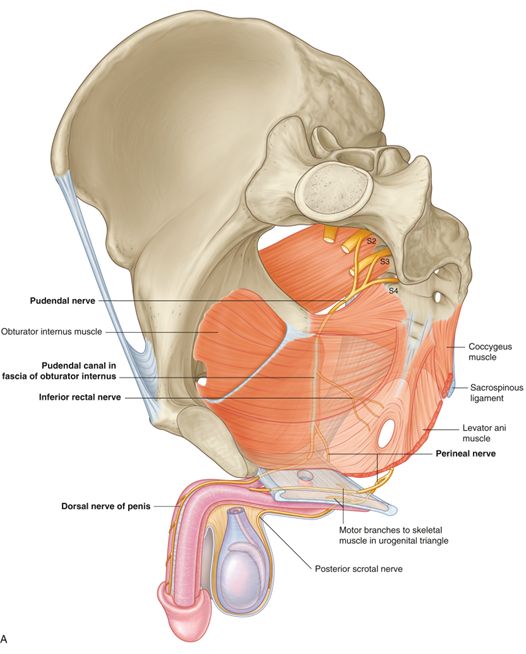 S2
S3
S4
Pudendal nerve
Obturator internus muscle
Pudendal canal in
fascia of obturator internus
Inferior rectal nerve
Coccygeus
muscle
Sacrospinous
ligament
Levator ani
muscle
Perineal nerve
Dorsal nerve of penis
Motor branches to skeletal
muscle in urogenital triangle
Posterior scrotal nerve
A